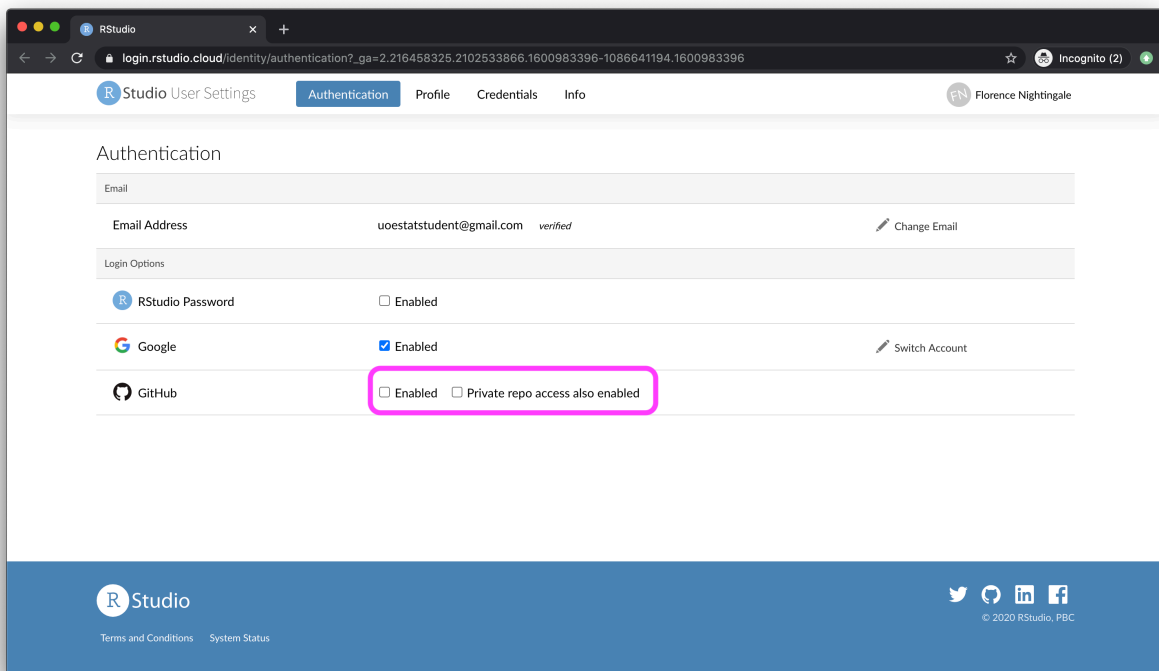 R RStudio × +
login.rstudio.cloud/identity/authentication?_ga=2.216458325.2102533866.1600983396-1086641194.1600983396 Incognito (2)
R Studio User Settings Authentication Profile Credentials Info FN Florence Nightingale
Authentication
Email
Email Address uoestatstudent@gmail.com verified Change Email
Login Options
R RStudio Password Enabled
G Google Enabled Switch Account
GitHub Enabled Private repo access also enabled
R Studio
© 2020 RStudio, PBC
Terms and Conditions System Status